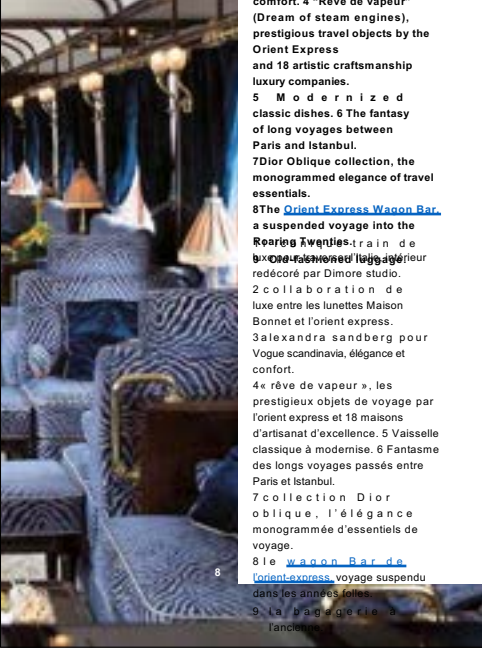 comfort. 4 "Rêve de Vapeur"
(Dream of steam engines),
prestigious travel objects by the
Orient Express
and 18 artistic craftsmanship
luxury companies.
5 Modernized
classic dishes. 6 The fantasy
of long voyages between
Paris and Istanbul.
7Dior Oblique collection, the
monogrammed elegance of travel
essentials.
8The Orient Express Wagon Bar,
a suspended voyage into the
Roaring Twenties.
train de
9 Old-fashioned luggage.
luxe pour traverser l'Italie, intérieur
redécoré par Dimore studio.
2 collaboration de
luxe entre les lunettes Maison
Bonnet et l'orient express.
3alexandra sandberg pour
Vogue scandinavia, élégance et
confort.
4« rêve de vapeur », les
prestigieux objets de voyage par
l'orient express et 18 maisons
d'artisanat d'excellence. 5 Vaisselle
classique à modernise. 6 Fantasme
des longs voyages passés entre
Paris et Istanbul.
7 collection Dior
oblique, l'élégance
monogrammée d'essentiels de
voyage.
8 le wagon Bar de
l'orient-express, voyage suspendu
dans les années folles.
9 la bagagerie à
l'ancienne.
8